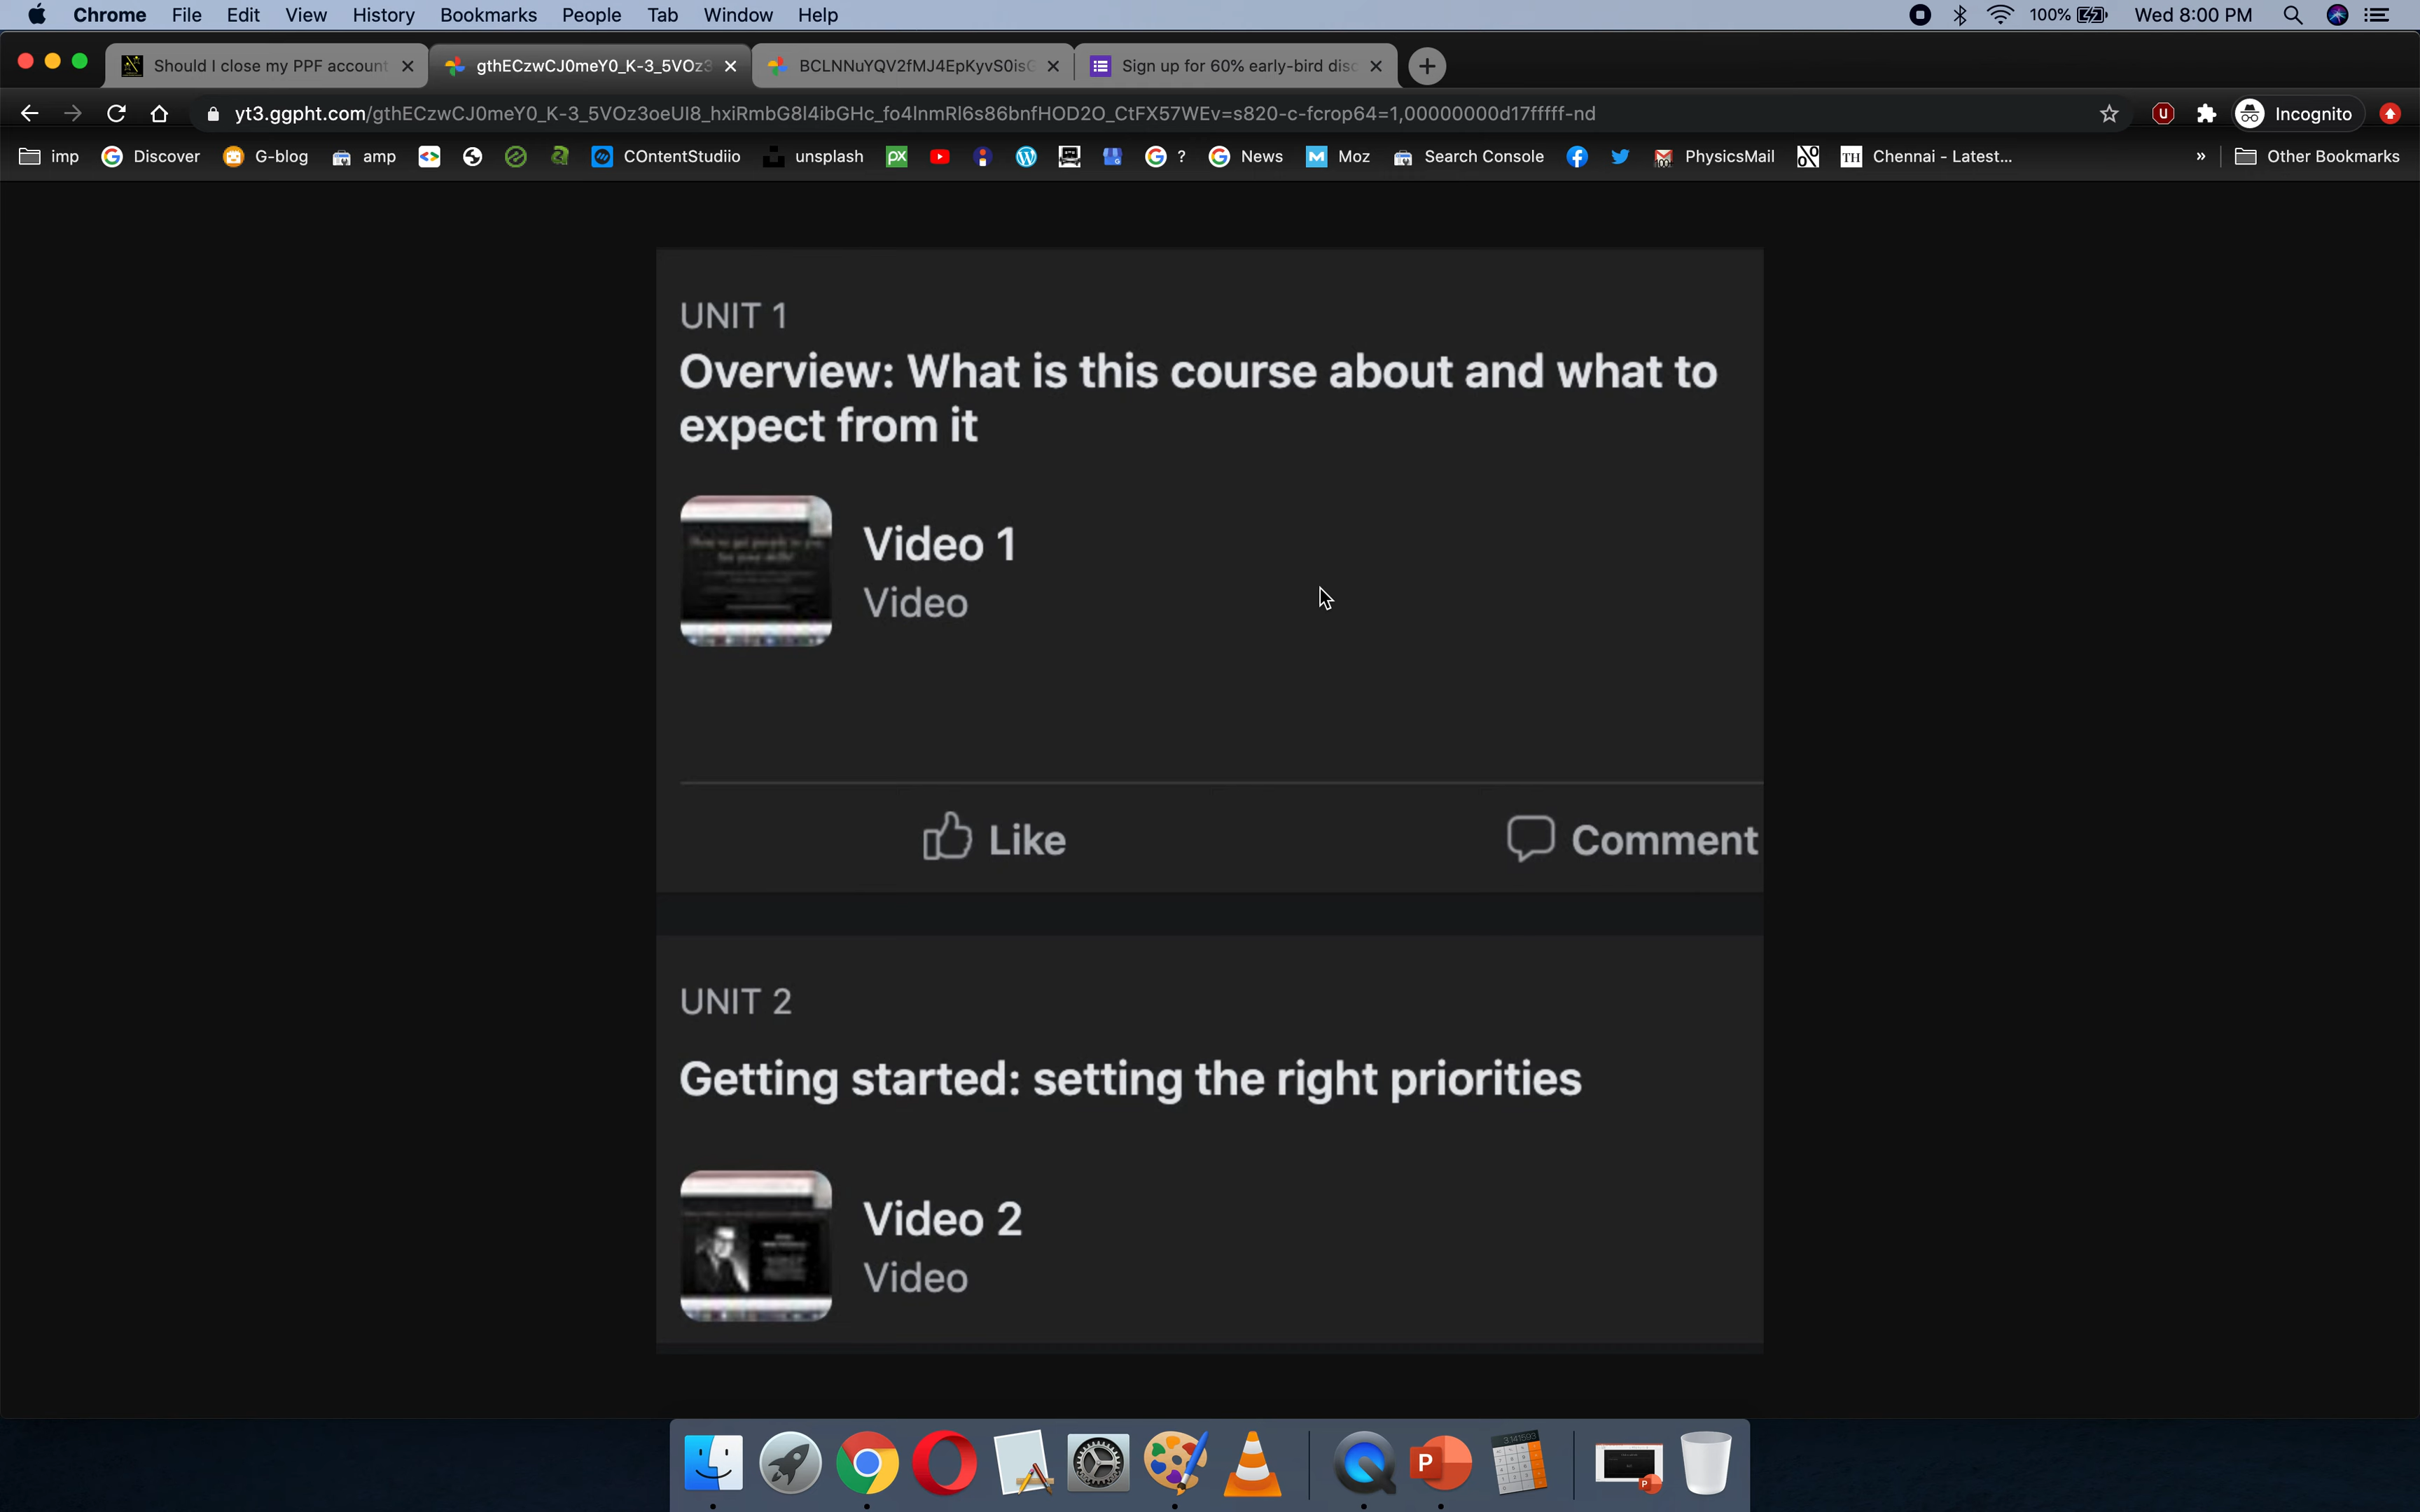 Chrome File Edit View History Bookmarks People Tab Window Help 100% Wed 8:00 PM
Should I close my PPF account gthECzwCJ0meY0_K-3_5VOz3 BCLNNuYQV2fMJ4EpKyvS0isG Sign up for 60% early-bird disc
yt3.ggpht.com/gthECzwCJ0meY0_K-3_5VOz3oeUI8_hxiRmbG8l4ibGHc_fo4lnmRl6s86bnfHOD2O_CtFX57WEv=s820-c-fcrop64=1,00000000d17fffff-nd Incognito
imp Discover G-blog amp COntentStudiio unsplash ? News Moz Search Console PhysicsMail Chennai - Latest... » Other Bookmarks
UNIT 1
Overview: What is this course about and what to
expect from it
Video 1
Video
Like Comment
UNIT 2
Getting started: setting the right priorities
Video 2
Video